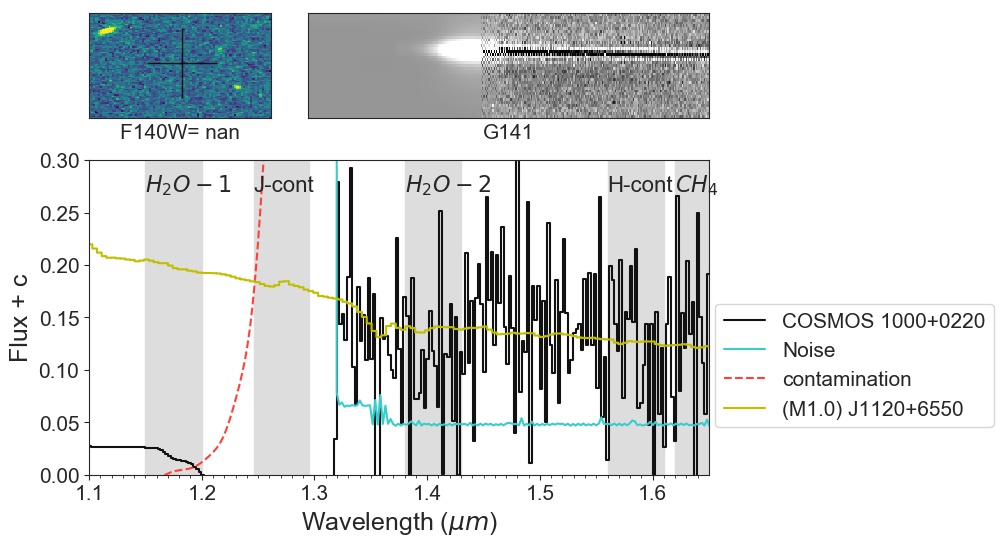 F140W= nan
G141
H₂O − 1
J-cont
H₂O − 2
H-cont
CH₄
0.30
0.25
0.20
0.15
0.10
0.05
0.00
Flux + c
1.1
1.2
1.3
1.4
1.5
1.6
Wavelength (μm)
COSMOS 1000+0220
Noise
contamination
(M1.0) J1120+6550